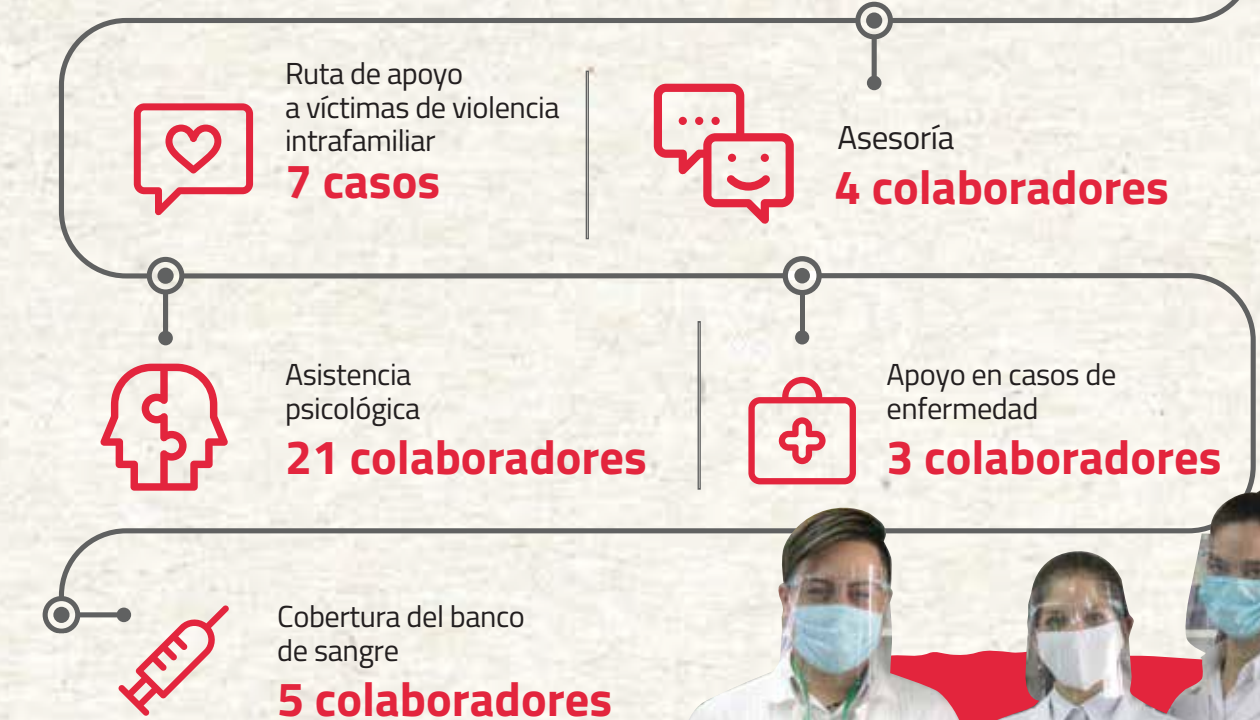 Ruta de apoyo
a víctimas de violencia
intrafamiliar
7 casos
Asesoría
4 colaboradores
Asistencia
psicológica
21 colaboradores
Apoyo en casos de
enfermedad
3 colaboradores
Cobertura del banco
de sangre
5 colaboradores